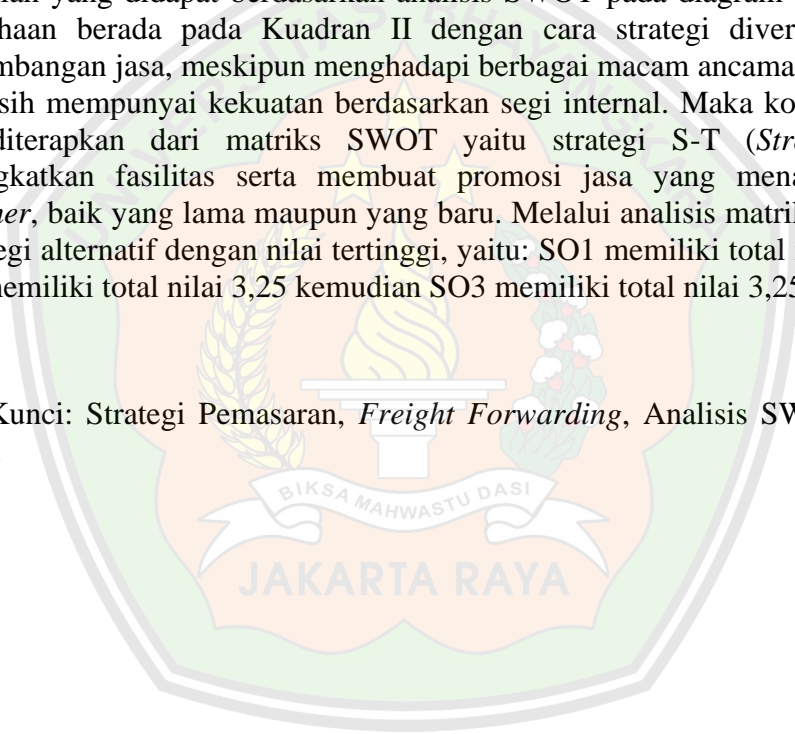 yang didapat berdasarkan analisis SWOT pada diagram
haan berada pada Kuadran II dengan cara strategi diver
mbangan jasa, meskipun menghadapi berbagai macam ancama
sih mempunyai kekuatan berdasarkan segi internal. Maka ko
diterapkan dari matriks SWOT yaitu strategi S-T (Str
gkatkan fasilitas serta membuat promosi jasa yang mena
ner, baik yang lama maupun yang baru. Melalui analisis matrik
egi alternatif dengan nilai tertinggi, yaitu: SO1 memiliki total
memiliki total nilai 3,25 kemudian SO3 memiliki total nilai 3,25
Kunci: Strategi Pemasaran, Freight Forwarding, Analisis SW
BIKSA MAHWASTU DASI
JAKARTA RAYA